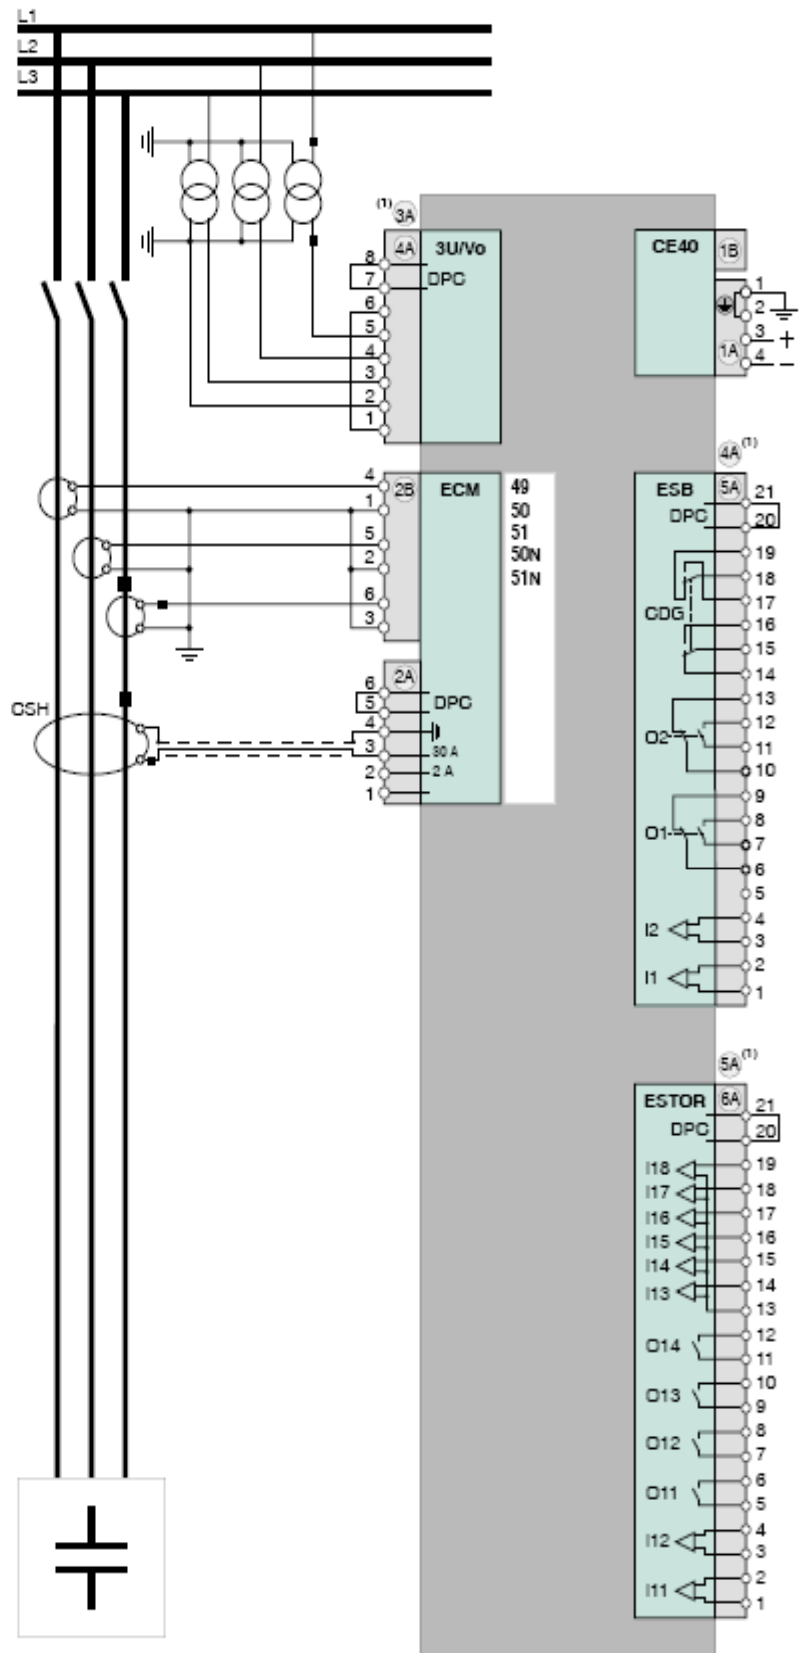 L1
L2
L3
(1) 3A
4A 3U/Vo
8
7 DPC
6
5
4
3
2
1
CE40 1B
1
2
3 +
1A 4 −
4 2B ECM 49
1 50
5 51
2 50N
6 51N
3
2A
6
5 DPC
4
3 30 A
2 2 A
1
CSH
4A (1)
ESB 5A 21
DPC 20
19
18
CDG 17
16
15
14
13
O2 12
11
10
9
O1 8
7
6
5
I2 4
3
I1 2
1
5A (1)
ESTOR 6A 21
DPC 20
I18 19
I17 18
I16 17
I15 16
I14 15
I13 14
13
O14 12
11
O13 10
9
O12 8
7
O11 6
5
I12 4
3
I11 2
1